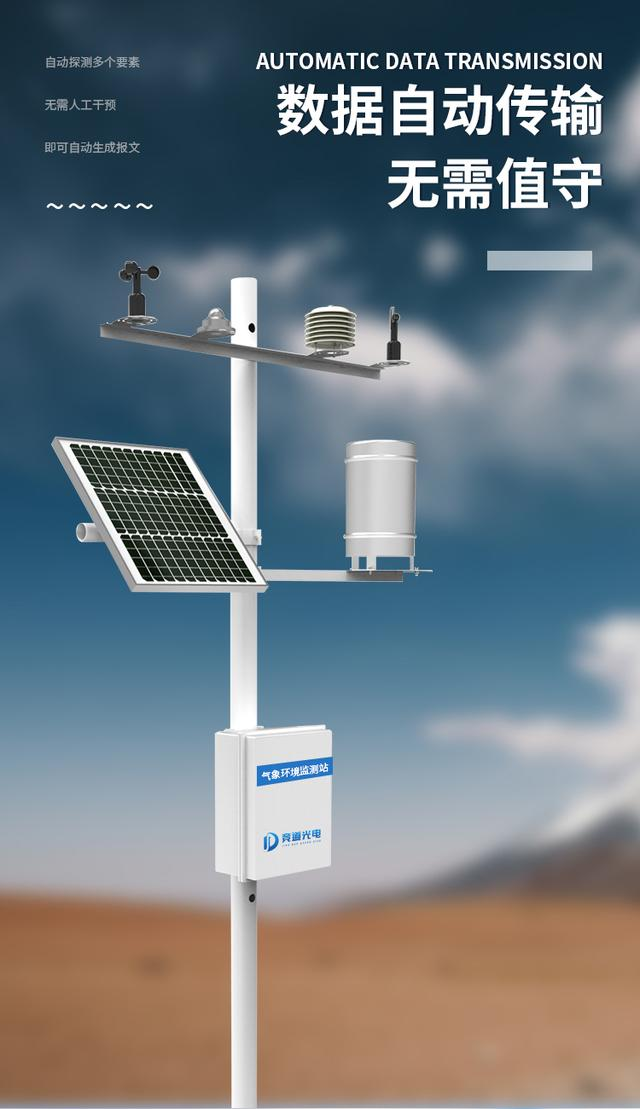 自动探测多个要素
无需人工干预
即可自动生成报文
～～～～～
AUTOMATIC DATA TRANSMISSION
数据自动传输
无需值守
气象环境监测站
竞道光电